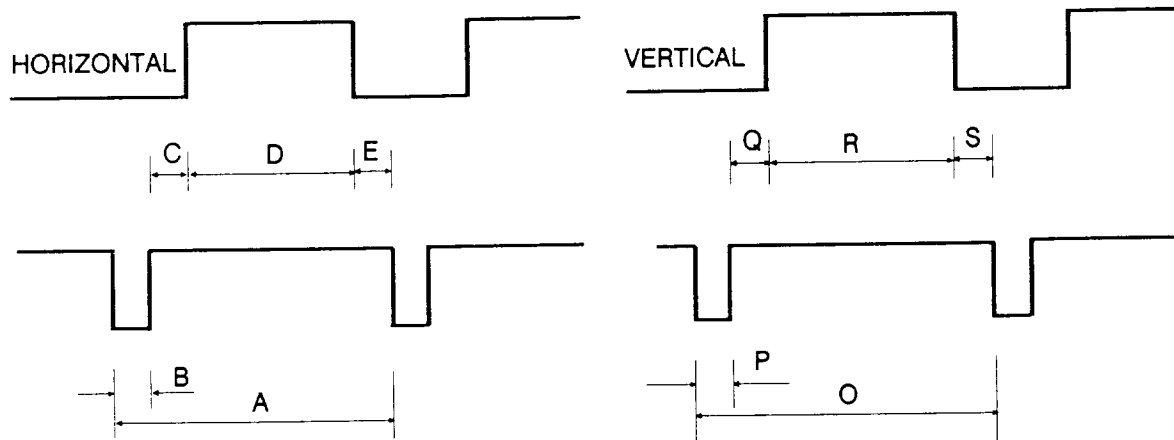 HORIZONTAL
C D E
B
A
VERTICAL
Q R S
P
O